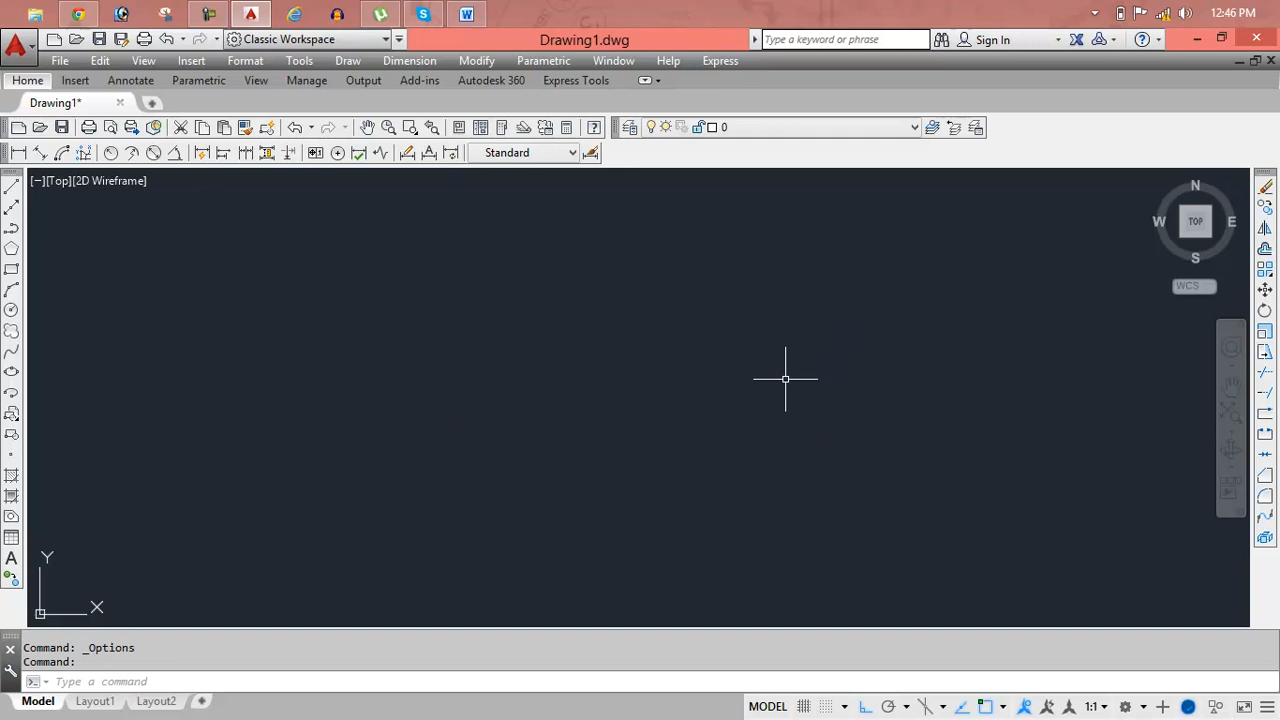 12:46 PM
Classic Workspace
Drawing1.dwg
Type a keyword or phrase
Sign In
File Edit View Insert Format Tools Draw Dimension Modify Parametric Window Help Express
Home Insert Annotate Parametric View Manage Output Add-ins Autodesk 360 Express Tools
Drawing1*
0
Standard
[−][Top][2D Wireframe]
N
W TOP E
S
WCS
Y
X
Command: _Options
Command:
Type a command
Model Layout1 Layout2
MODEL 1:1